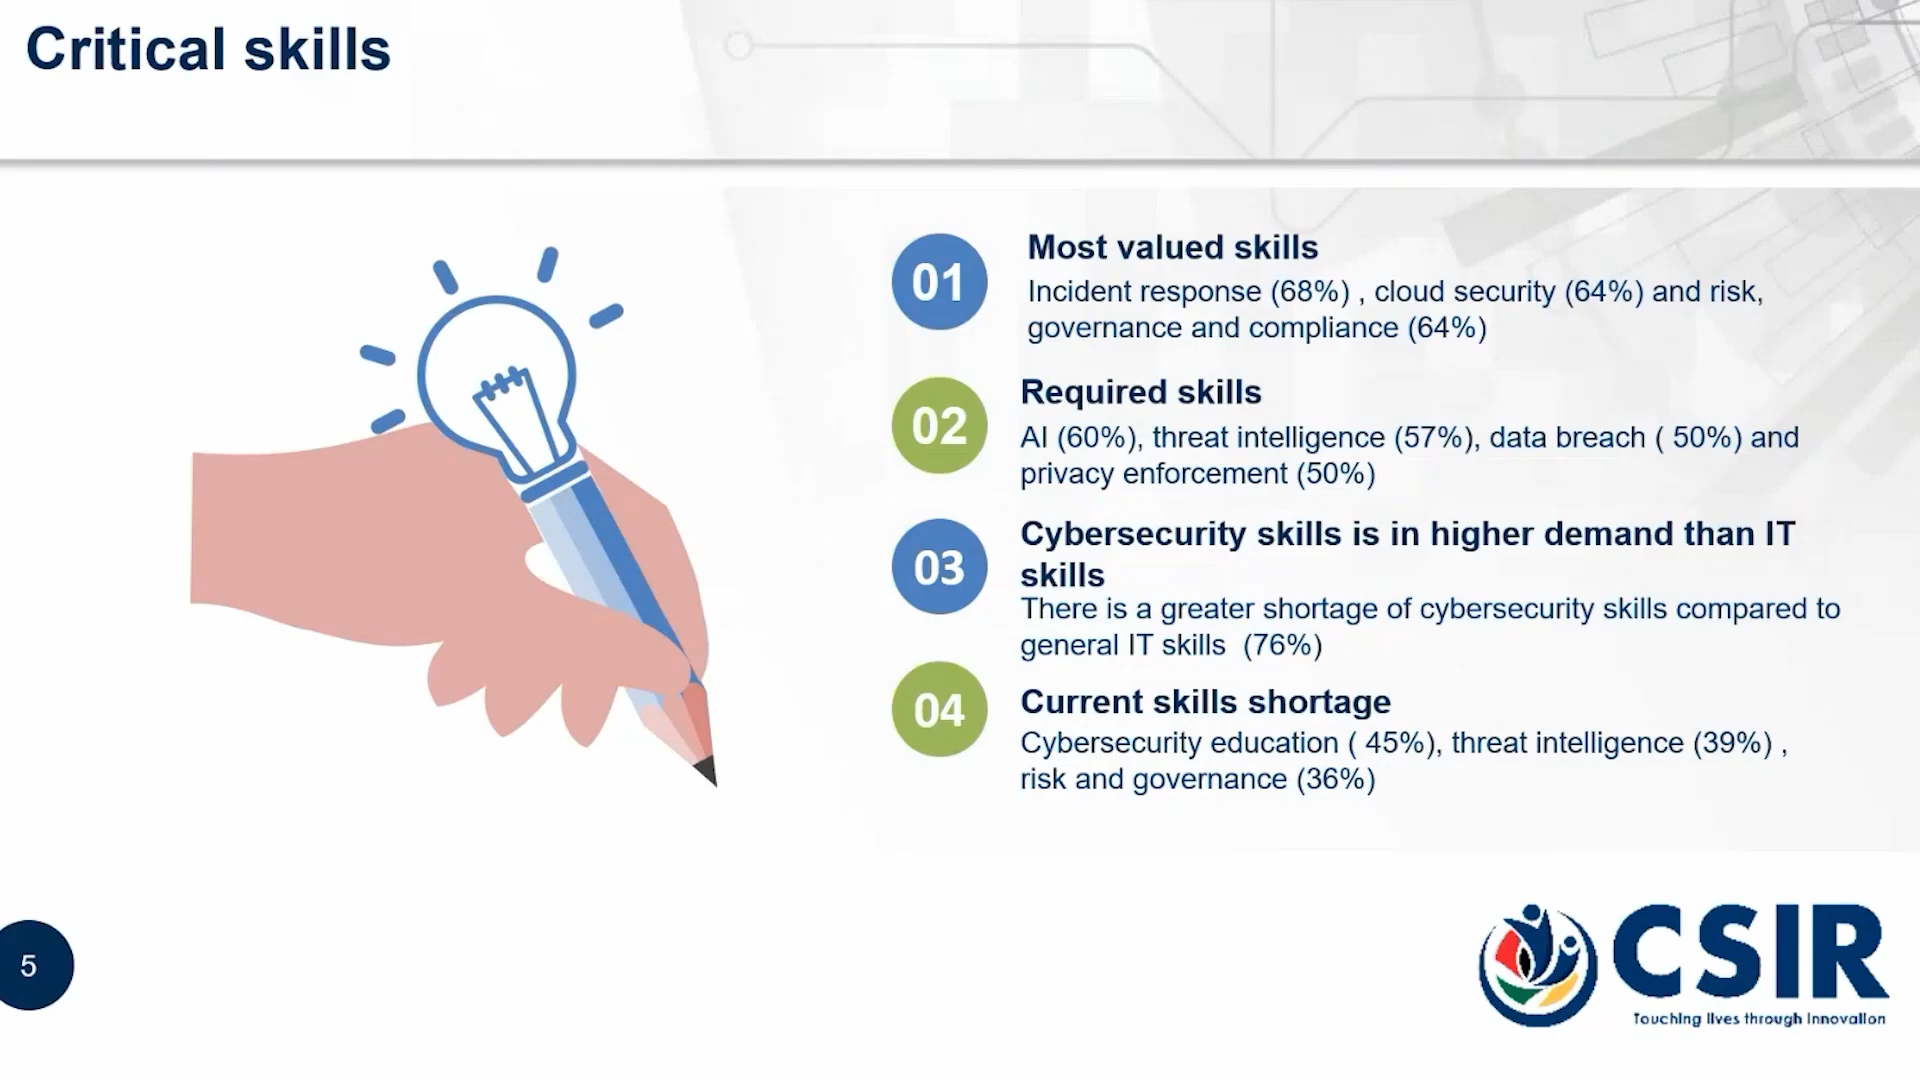 Critical skills
01
Most valued skills
Incident response (68%) , cloud security (64%) and risk,
governance and compliance (64%)
02
Required skills
AI (60%), threat intelligence (57%), data breach ( 50%) and
privacy enforcement (50%)
03
Cybersecurity skills is in higher demand than IT
skills
There is a greater shortage of cybersecurity skills compared to
general IT skills (76%)
04
Current skills shortage
Cybersecurity education ( 45%), threat intelligence (39%) ,
risk and governance (36%)
5
CSIR
Touching lives through innovation